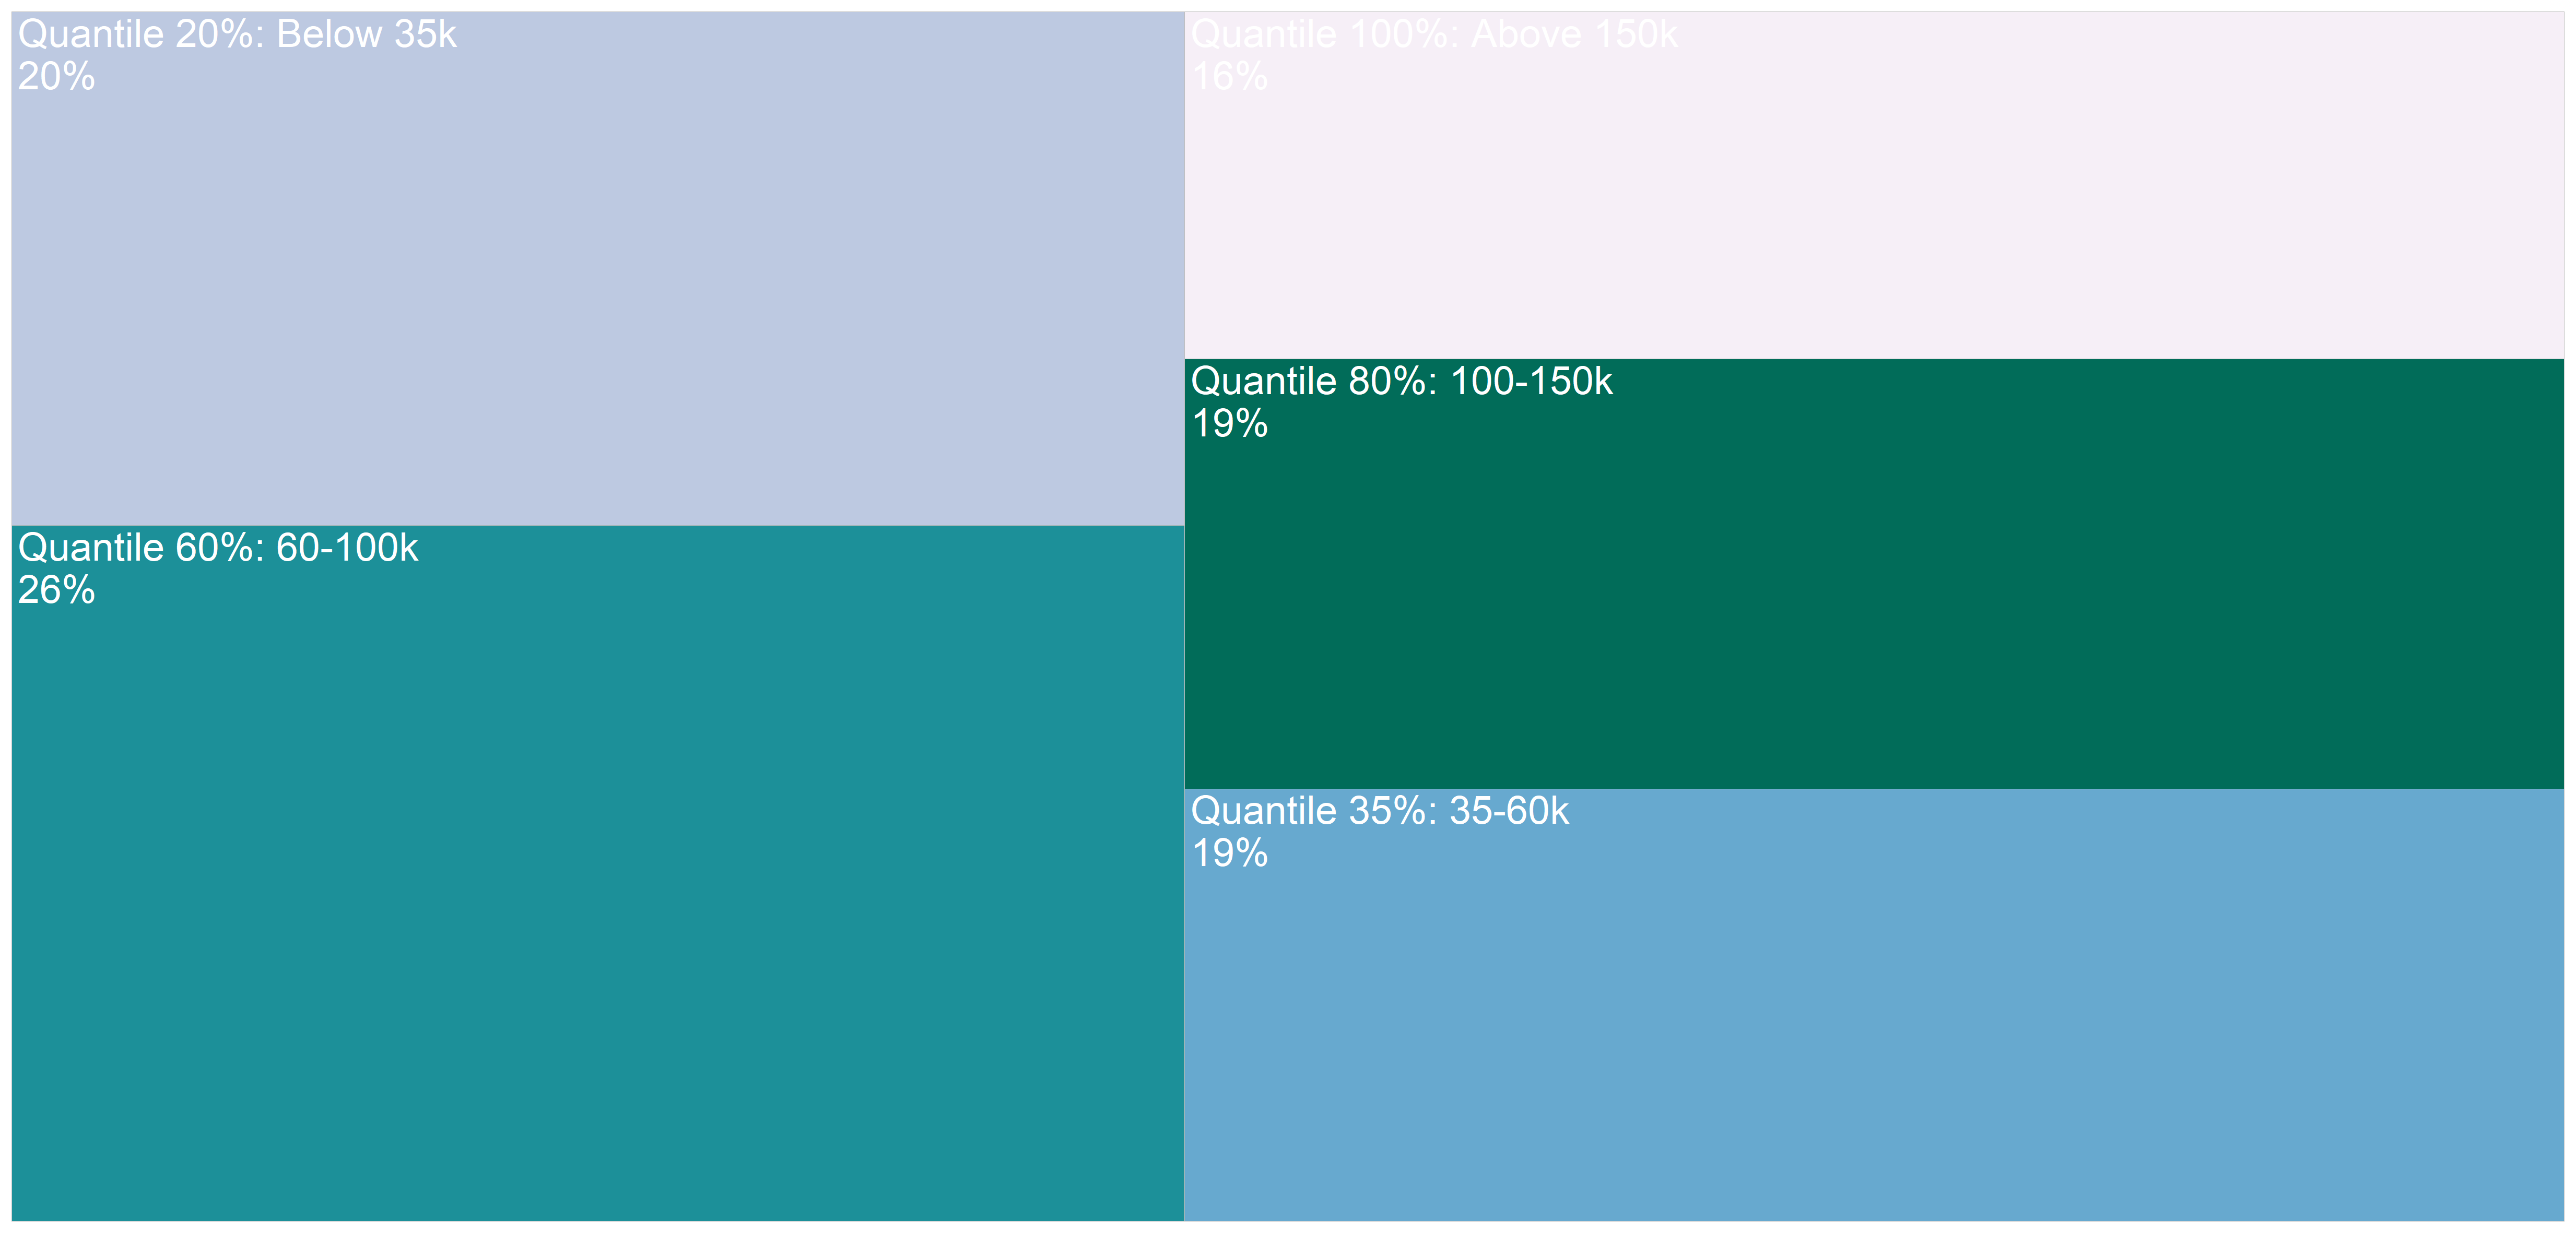 Quantile 20%: Below 35k
20%
Quantile 60%: 60-100k
26%
Quantile 100%: Above 150k
16%
Quantile 80%: 100-150k
19%
Quantile 35%: 35-60k
19%